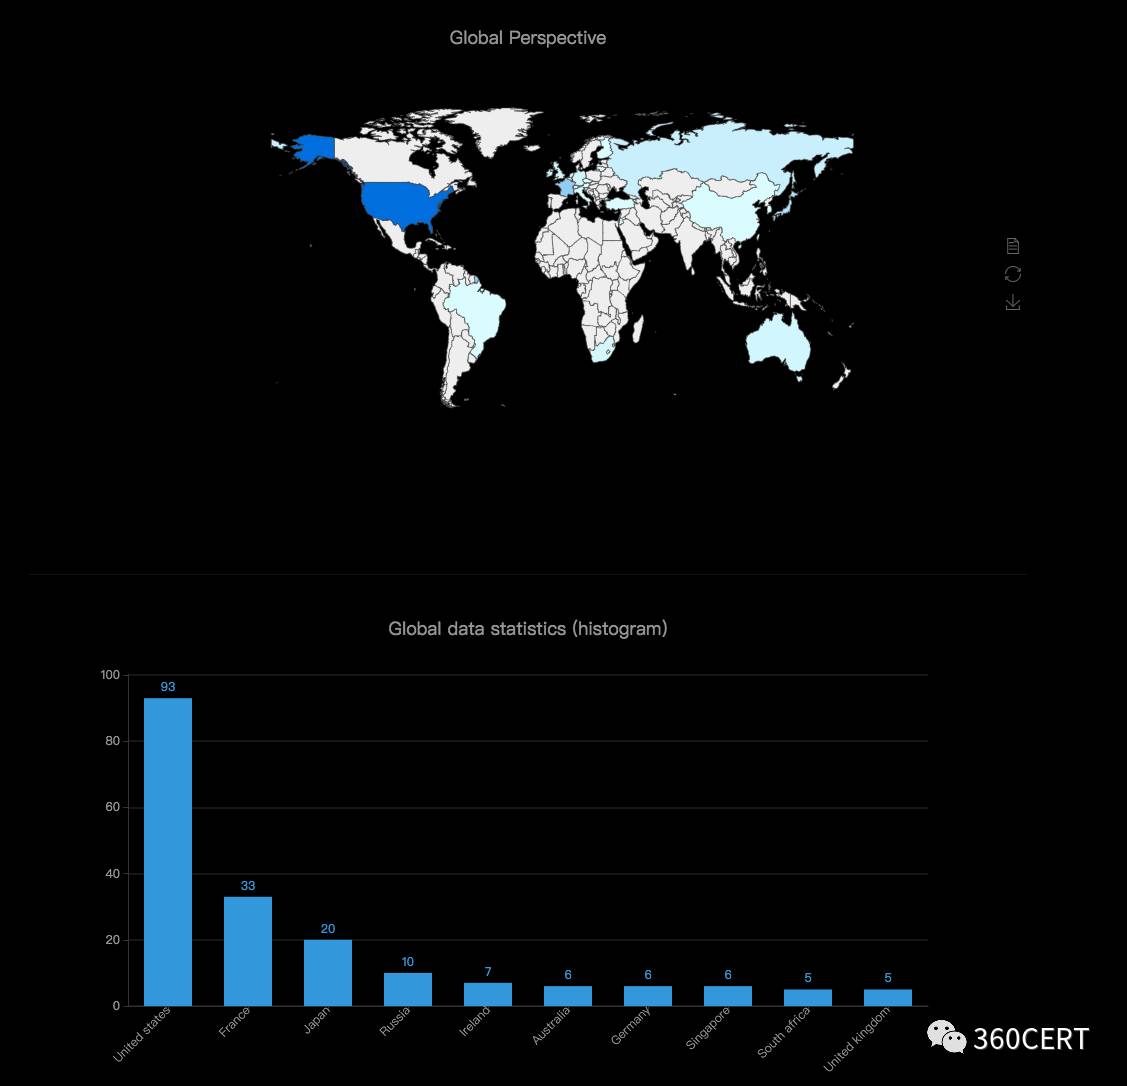 Global Perspective
Global data statistics (histogram)
100
80
60
40
20
0
93
33
20
10
7
6
6
6
5
5
United states
France
Japan
Russia
Ireland
Australia
Germany
Singapore
South africa
United kingdom
360CERT